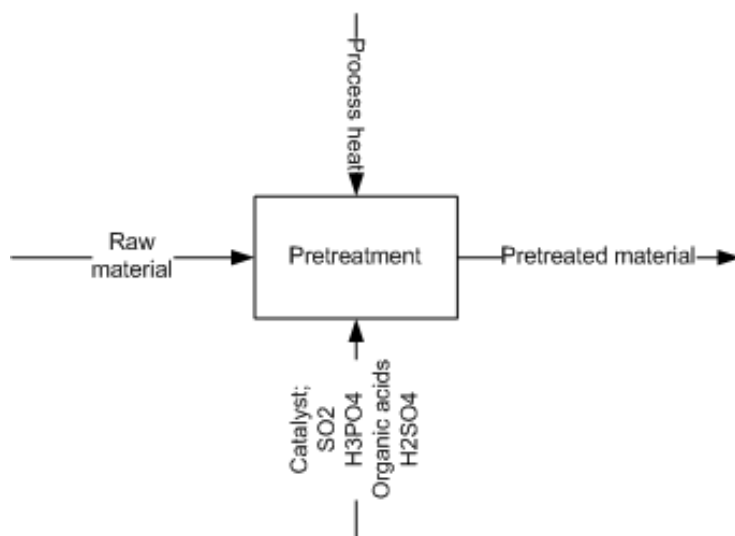 Process heat
Raw
material
Pretreatment
Pretreated material
Catalyst;
SO2
H3PO4
Organic acids
H2SO4